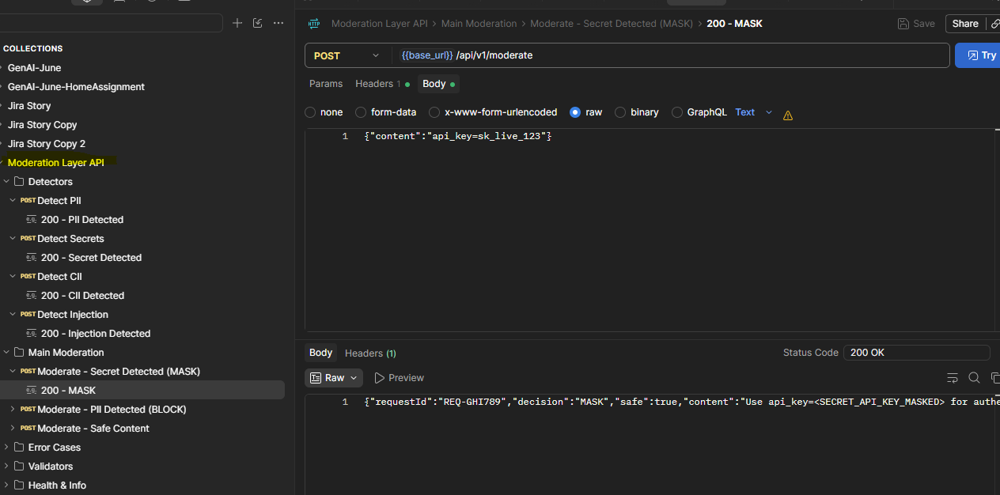 COLLECTIONS
GenAI-June
GenAI-June-HomeAssignment
Jira Story
Jira Story Copy
Jira Story Copy 2
Moderation Layer API
Detectors
POST Detect PII
e.g. 200 - PII Detected
POST Detect Secrets
e.g. 200 - Secret Detected
POST Detect CII
e.g. 200 - CII Detected
POST Detect Injection
e.g. 200 - Injection Detected
Main Moderation
POST Moderate - Secret Detected (MASK)
e.g. 200 - MASK
POST Moderate - PII Detected (BLOCK)
POST Moderate - Safe Content
Error Cases
Validators
Health & Info
HTTP Moderation Layer API > Main Moderation > Moderate - Secret Detected (MASK) > 200 - MASK Save Share
POST {{base_url}} /api/v1/moderate Try
Params Headers 1 Body
none form-data x-www-form-urlencoded raw binary GraphQL Text
1 {"content":"api_key=sk_live_123"}
Body Headers (1) Status Code 200 OK
Raw Preview
1 {"requestId":"REQ-GHI789","decision":"MASK","safe":true,"content":"Use api_key=<SECRET_API_KEY_MASKED> for authe